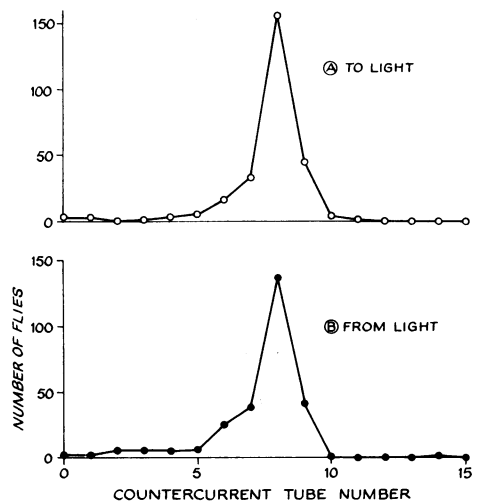 150
100
50
0
Ⓐ TO LIGHT
150
100
50
0
Ⓑ FROM LIGHT
NUMBER OF FLIES
0 5 10 15
COUNTERCURRENT TUBE NUMBER